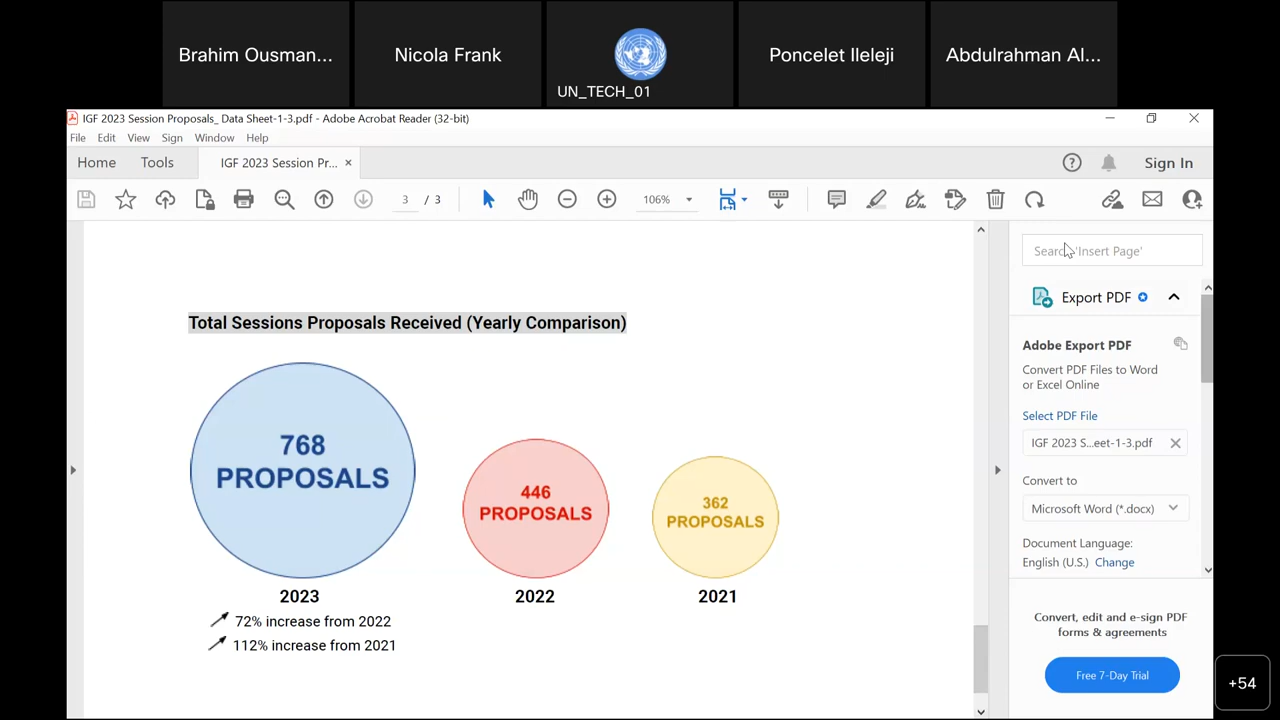 Brahim Ousman...
Nicola Frank
UN_TECH_01
Poncelet Ileleji
Abdulrahman Al...
IGF 2023 Session Proposals_ Data Sheet-1-3.pdf - Adobe Acrobat Reader (32-bit)
File Edit View Sign Window Help
Home Tools IGF 2023 Session Pr... × Sign In
3 / 3 106%
Search 'Insert Page'
Export PDF
Adobe Export PDF
Convert PDF Files to Word
or Excel Online
Select PDF File
IGF 2023 S...eet-1-3.pdf
Convert to
Microsoft Word (*.docx)
Document Language:
English (U.S.) Change
Convert, edit and e-sign PDF
forms & agreements
Free 7-Day Trial
Total Sessions Proposals Received (Yearly Comparison)
768
PROPOSALS
446
PROPOSALS
362
PROPOSALS
2023
2022
2021
72% increase from 2022
112% increase from 2021
+54